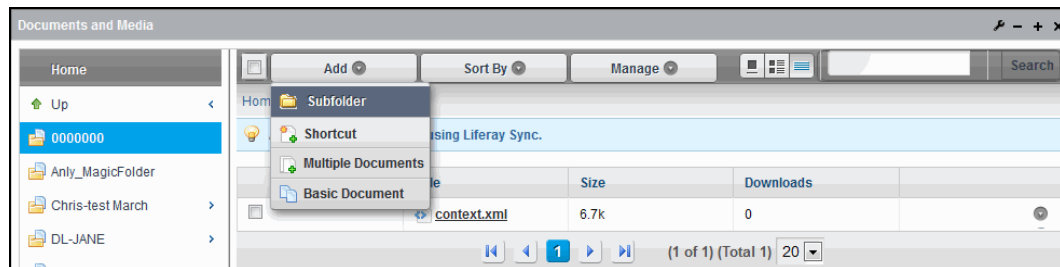 Documents and Media
Home
Add Sort By Manage Search
Up
Hom
Subfolder
0000000
Shortcut
using Liferay Sync.
Multiple Documents
Anly_MagicFolder
Basic Document
le Size Downloads
Chris-test March
context.xml 6.7k 0
DL-JANE
1 (1 of 1) (Total 1) 20